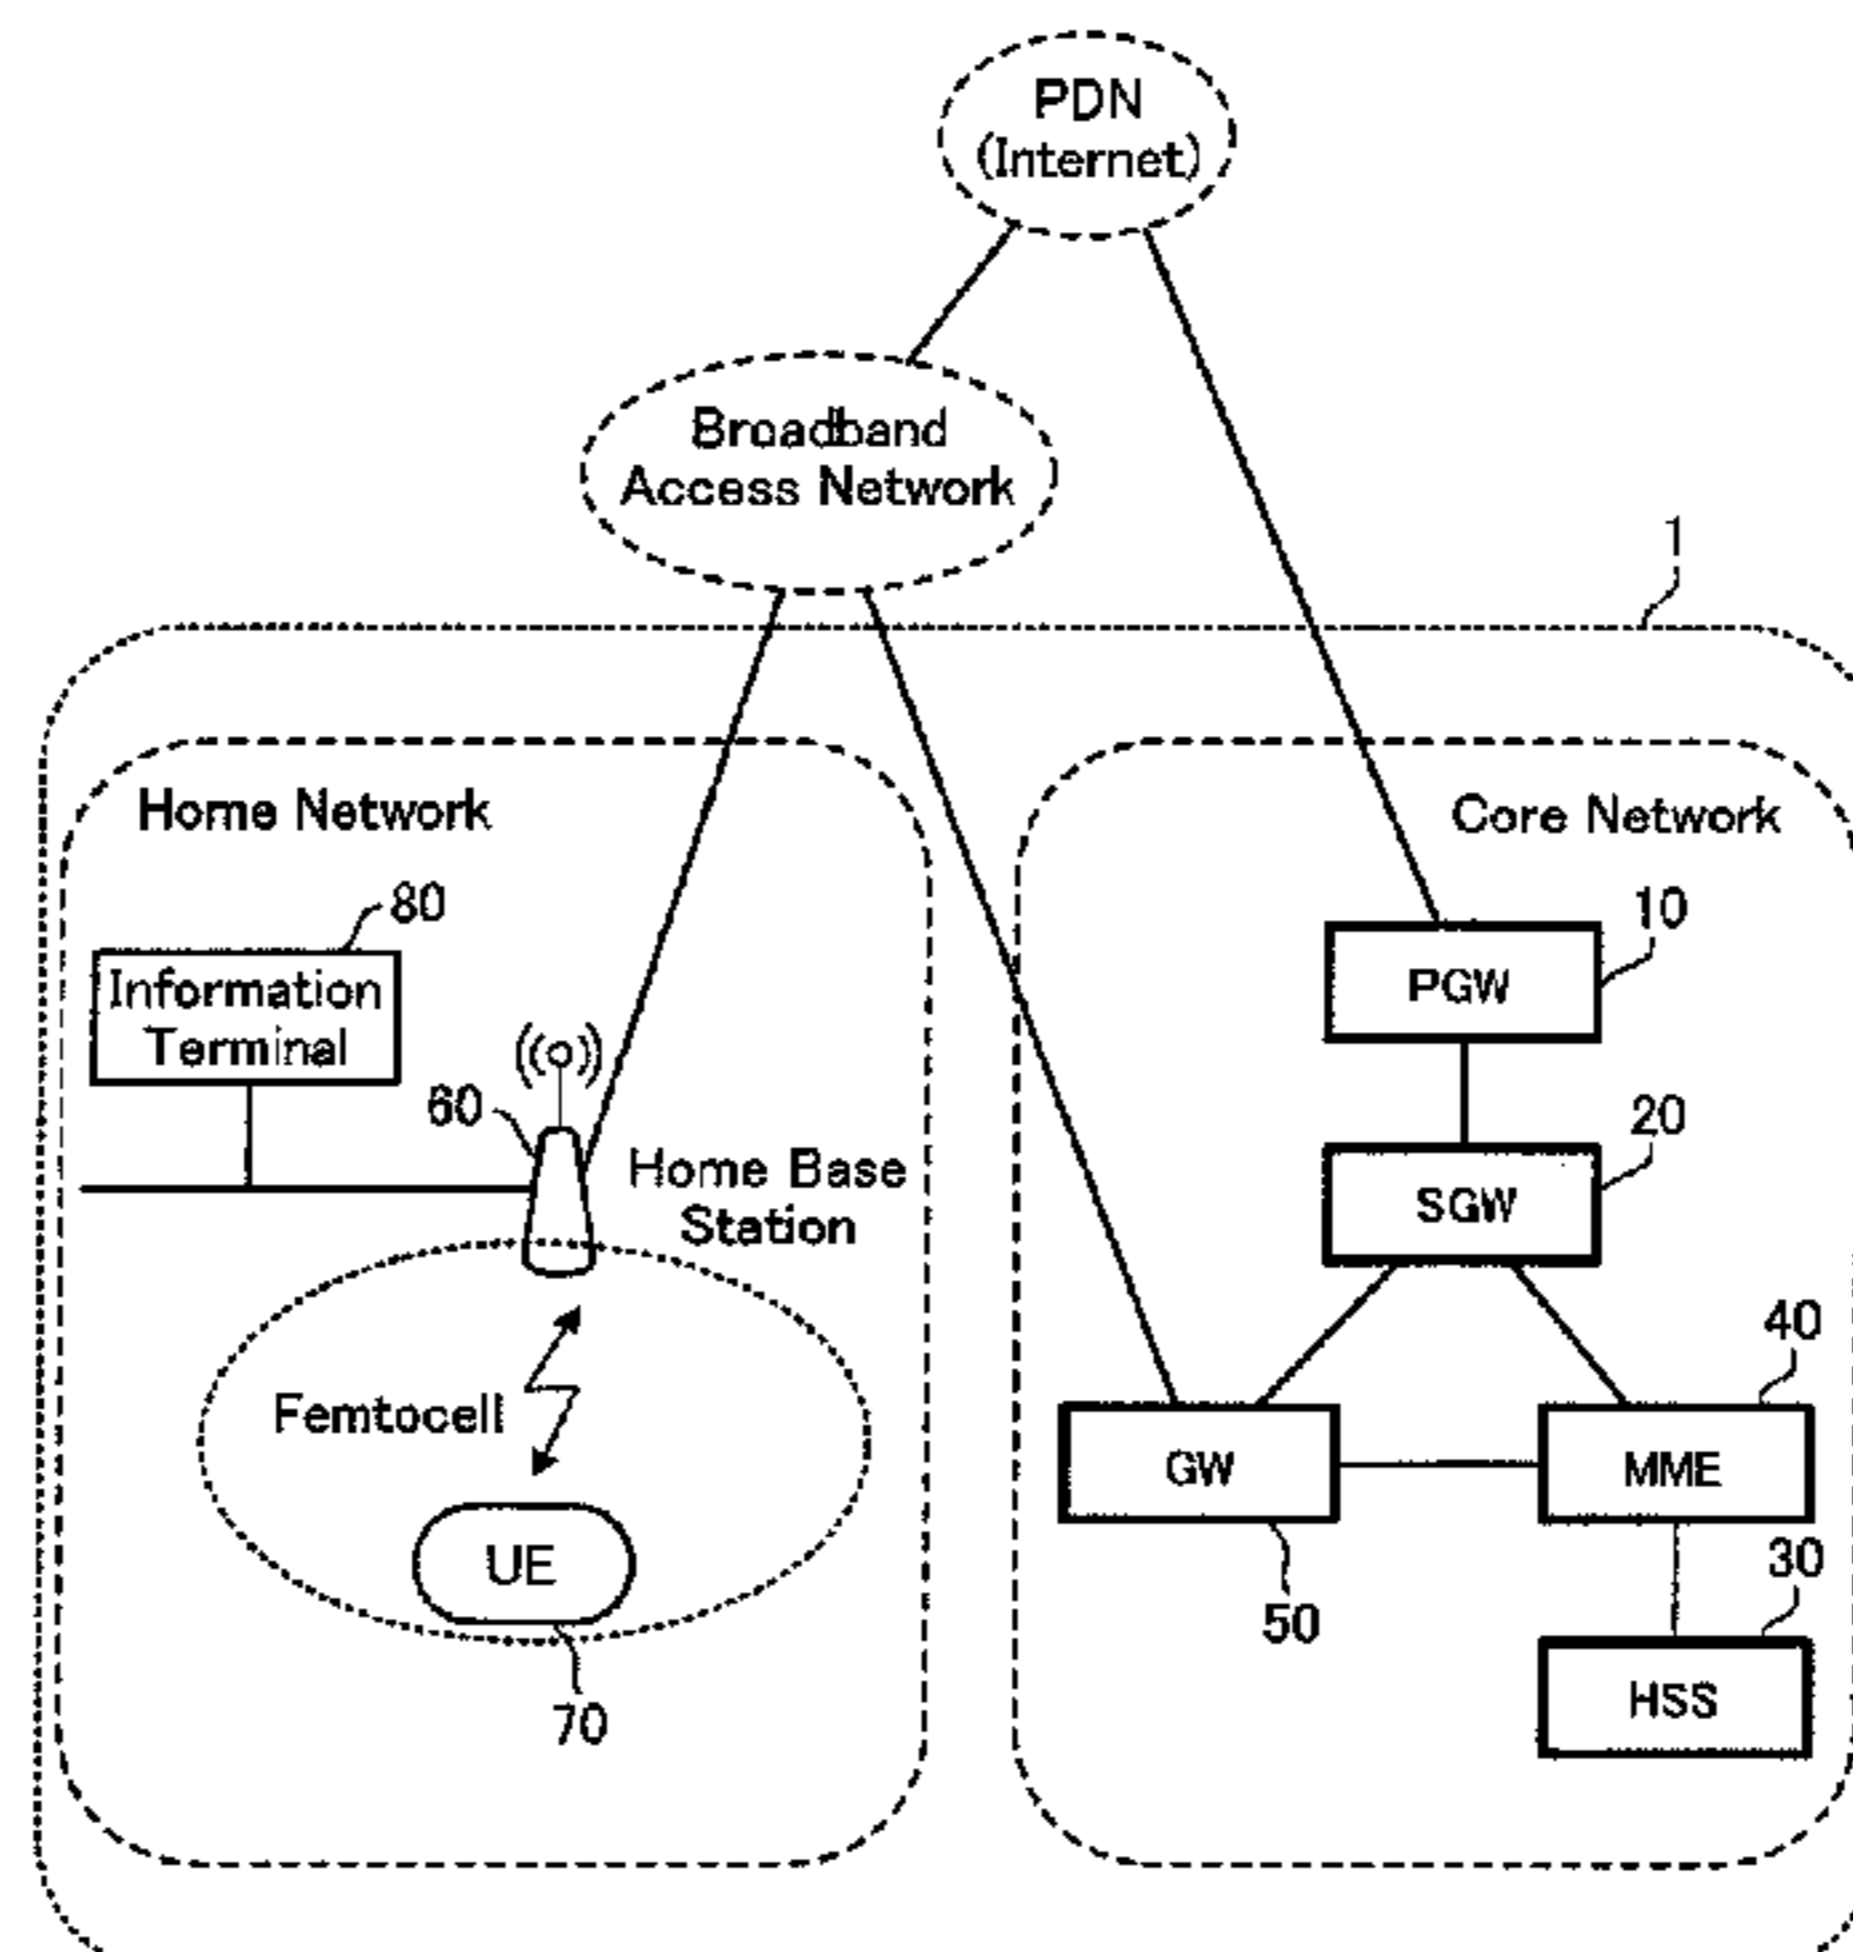 PDN
(Internet)
Broadband
Access Network
1
Home Network
Core Network
80
Information
Terminal
10
PGW
60
Home Base
Station
20
SGW
40
Femtocell
GW
MME
UE
50
30
70
HSS